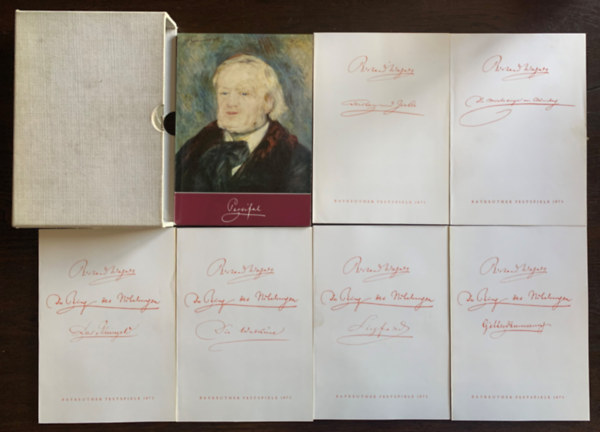 Parsifal
Richard Wagner
Tristan und Isolde
BAYREUTHER FESTSPIELE
Richard Wagner
Die Meistersinger von Nürnberg
BAYREUTHER FESTSPIELE
Richard Wagner
Der Ring des Nibelungen
Das Rheingold
BAYREUTHER FESTSPIELE
Richard Wagner
Der Ring des Nibelungen
Die Walküre
BAYREUTHER FESTSPIELE
Richard Wagner
Der Ring des Nibelungen
Siegfried
BAYREUTHER FESTSPIELE
Richard Wagner
Der Ring des Nibelungen
Götterdämmerung
BAYREUTHER FESTSPIELE